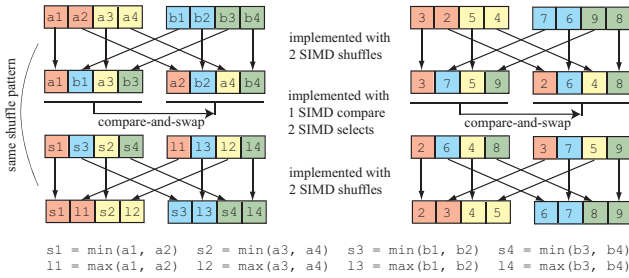 a1 a2 a3 a4 b1 b2 b3 b4
implemented with
2 SIMD shuffles
3 2 5 4 7 6 9 8
a1 b1 a3 b3 a2 b2 a4 b4
3 7 5 9 2 6 4 8
same shuffle pattern
compare-and-swap
implemented with
1 SIMD compare
2 SIMD selects
compare-and-swap
s1 s3 s2 s4 l1 l3 l2 l4
implemented with
2 SIMD shuffles
2 6 4 8 3 7 5 9
s1 l1 s2 l2 s3 l3 s4 l4
2 3 4 5 6 7 8 9
s1 = min(a1, a2) s2 = min(a3, a4) s3 = min(b1, b2) s4 = min(b3, b4)
l1 = max(a1, a2) l2 = max(a3, a4) l3 = max(b1, b2) l4 = max(b3, b4)